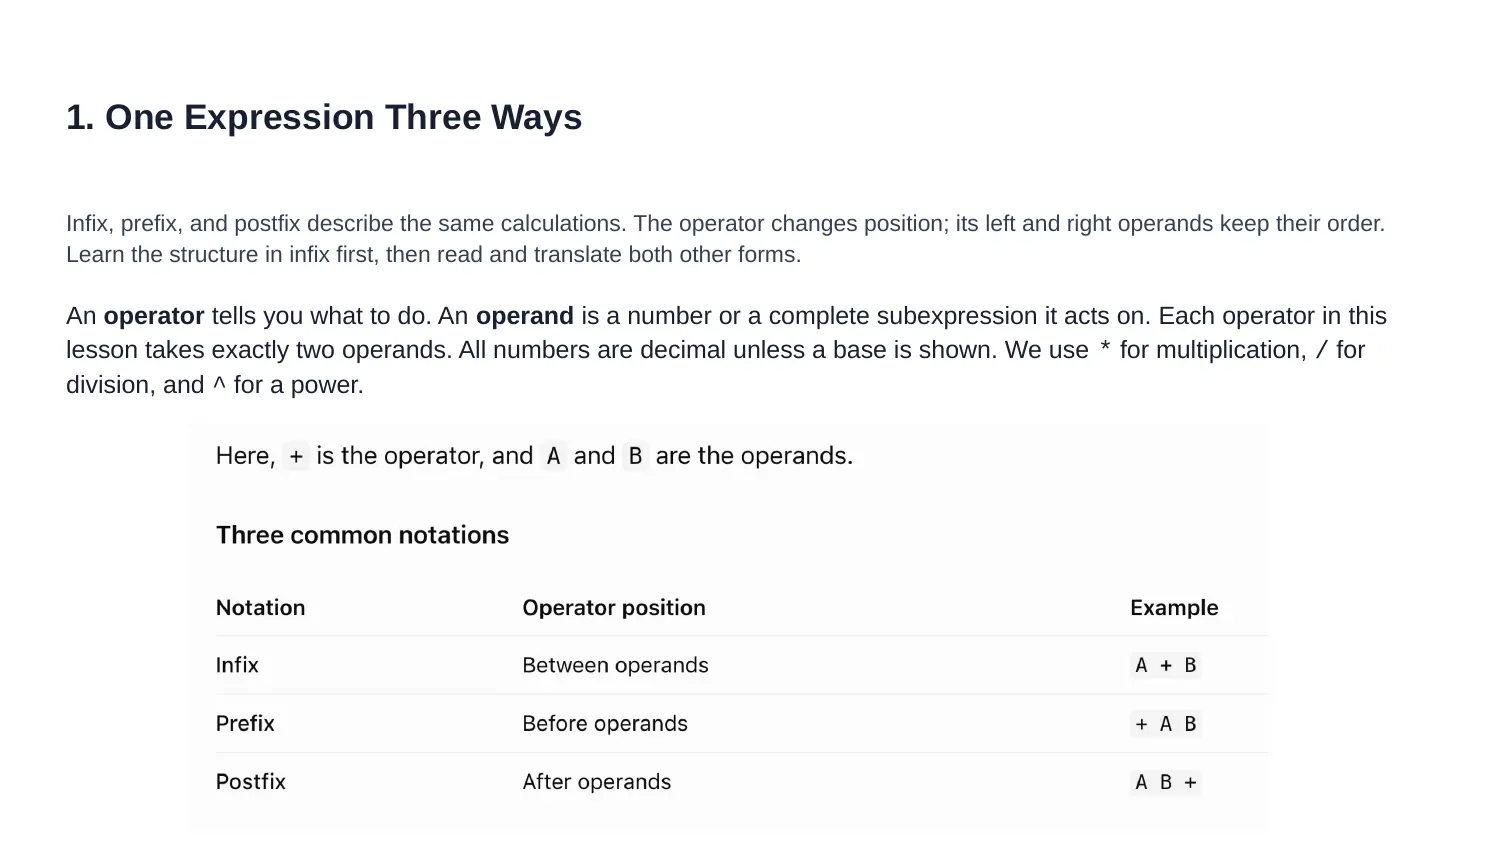 1. One Expression Three Ways
Infix, prefix, and postfix describe the same calculations. The operator changes position; its left and right operands keep their order.
Learn the structure in infix first, then read and translate both other forms.
An operator tells you what to do. An operand is a number or a complete subexpression it acts on. Each operator in this
lesson takes exactly two operands. All numbers are decimal unless a base is shown. We use * for multiplication, / for
division, and ^ for a power.
Here, + is the operator, and A and B are the operands.
Three common notations
Notation Operator position Example
Infix Between operands A + B
Prefix Before operands + A B
Postfix After operands A B +